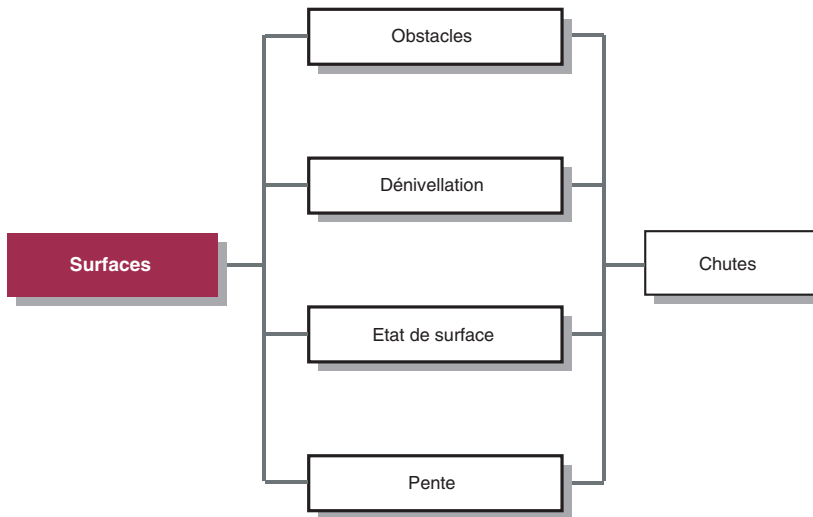 Obstacles
Dénivellation
Surfaces
Chutes
Etat de surface
Pente